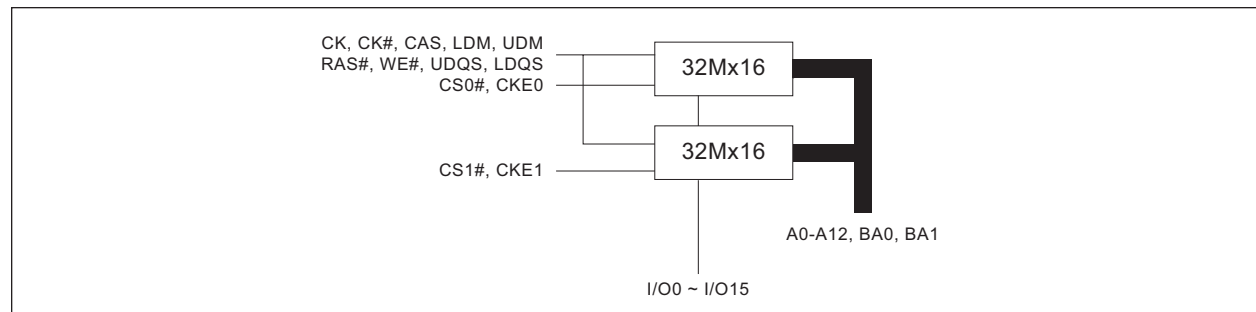 CK, CK#, CAS, LDM, UDM
RAS#, WE#, UDQS, LDQS
CS0#, CKE0
32Mx16
32Mx16
CS1#, CKE1
A0-A12, BA0, BA1
I/O0 ~ I/O15